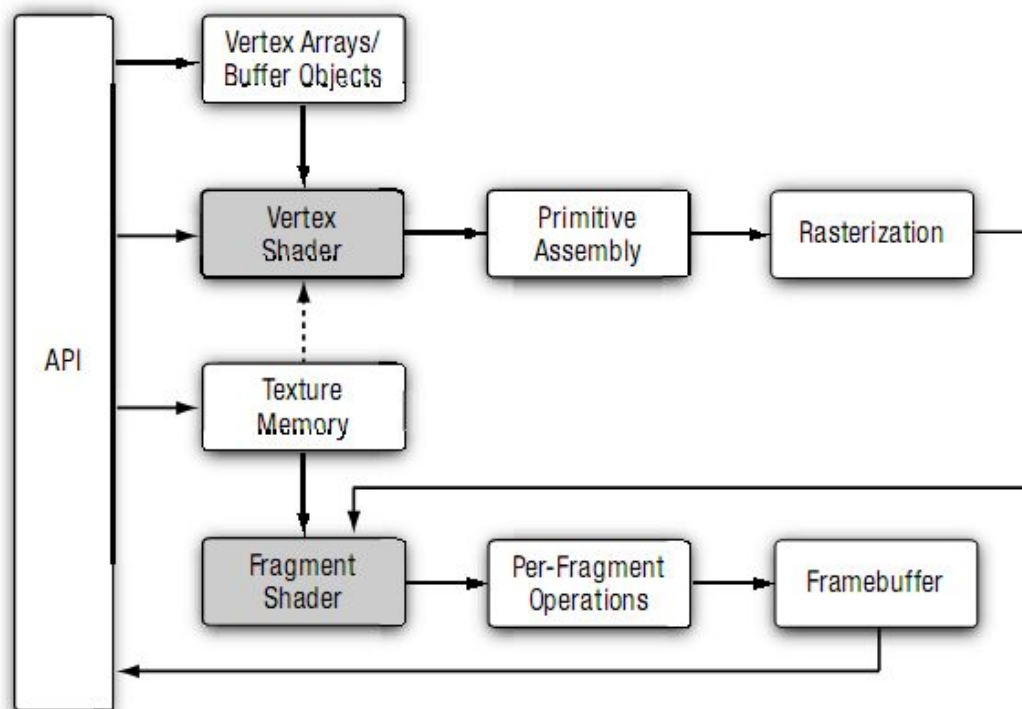 Vertex Arrays/
Buffer Objects
Vertex
Shader
Primitive
Assembly
Rasterization
API
Texture
Memory
Fragment
Shader
Per-Fragment
Operations
Framebuffer